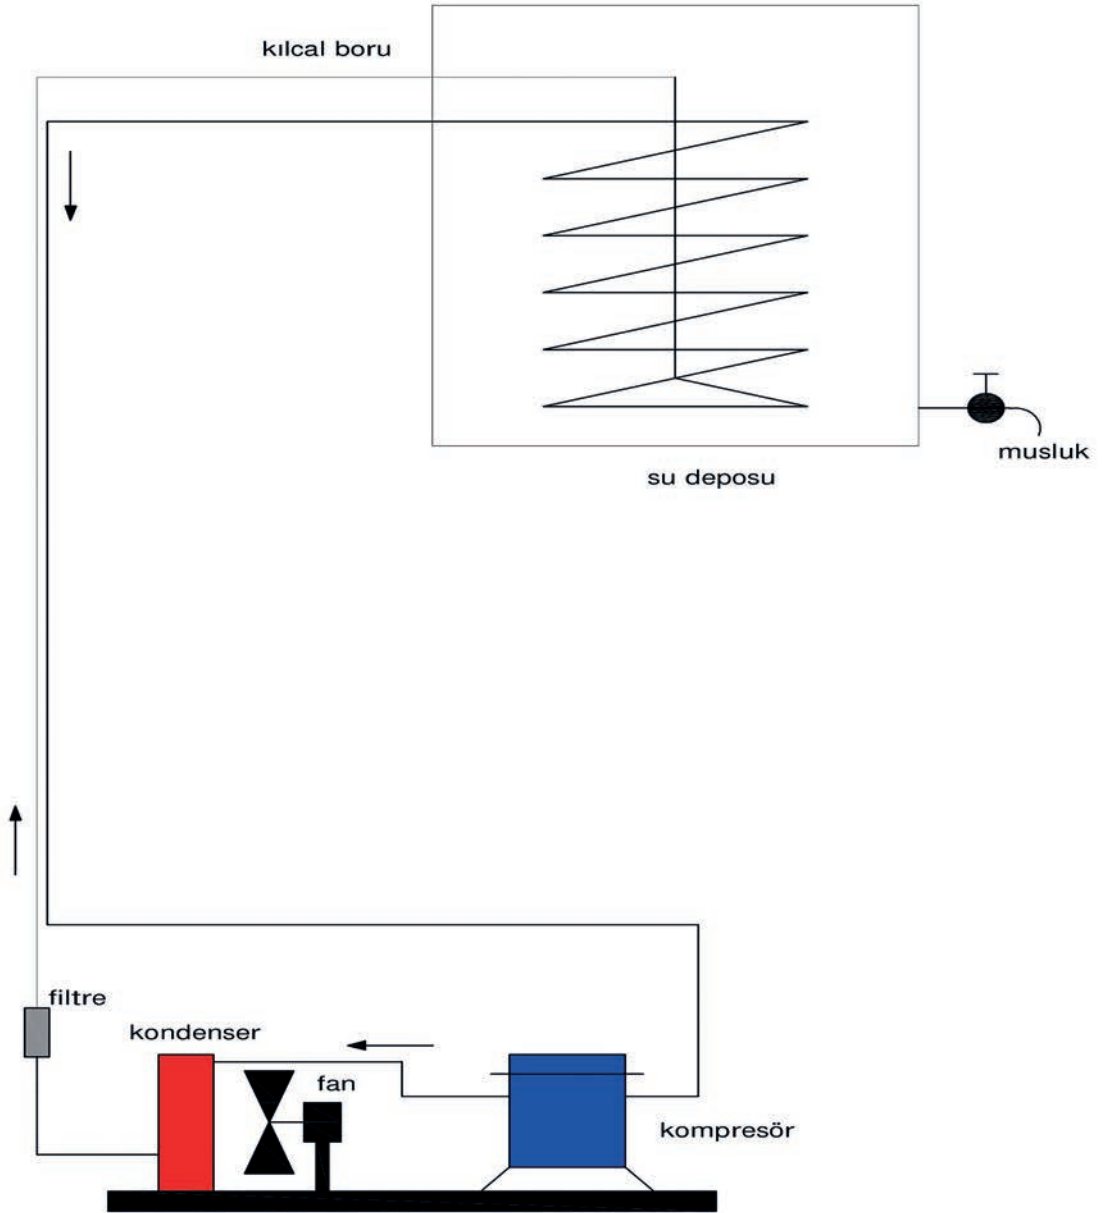 kılcal boru
musluk
su deposu
filtre
kondenser
fan
kompresör